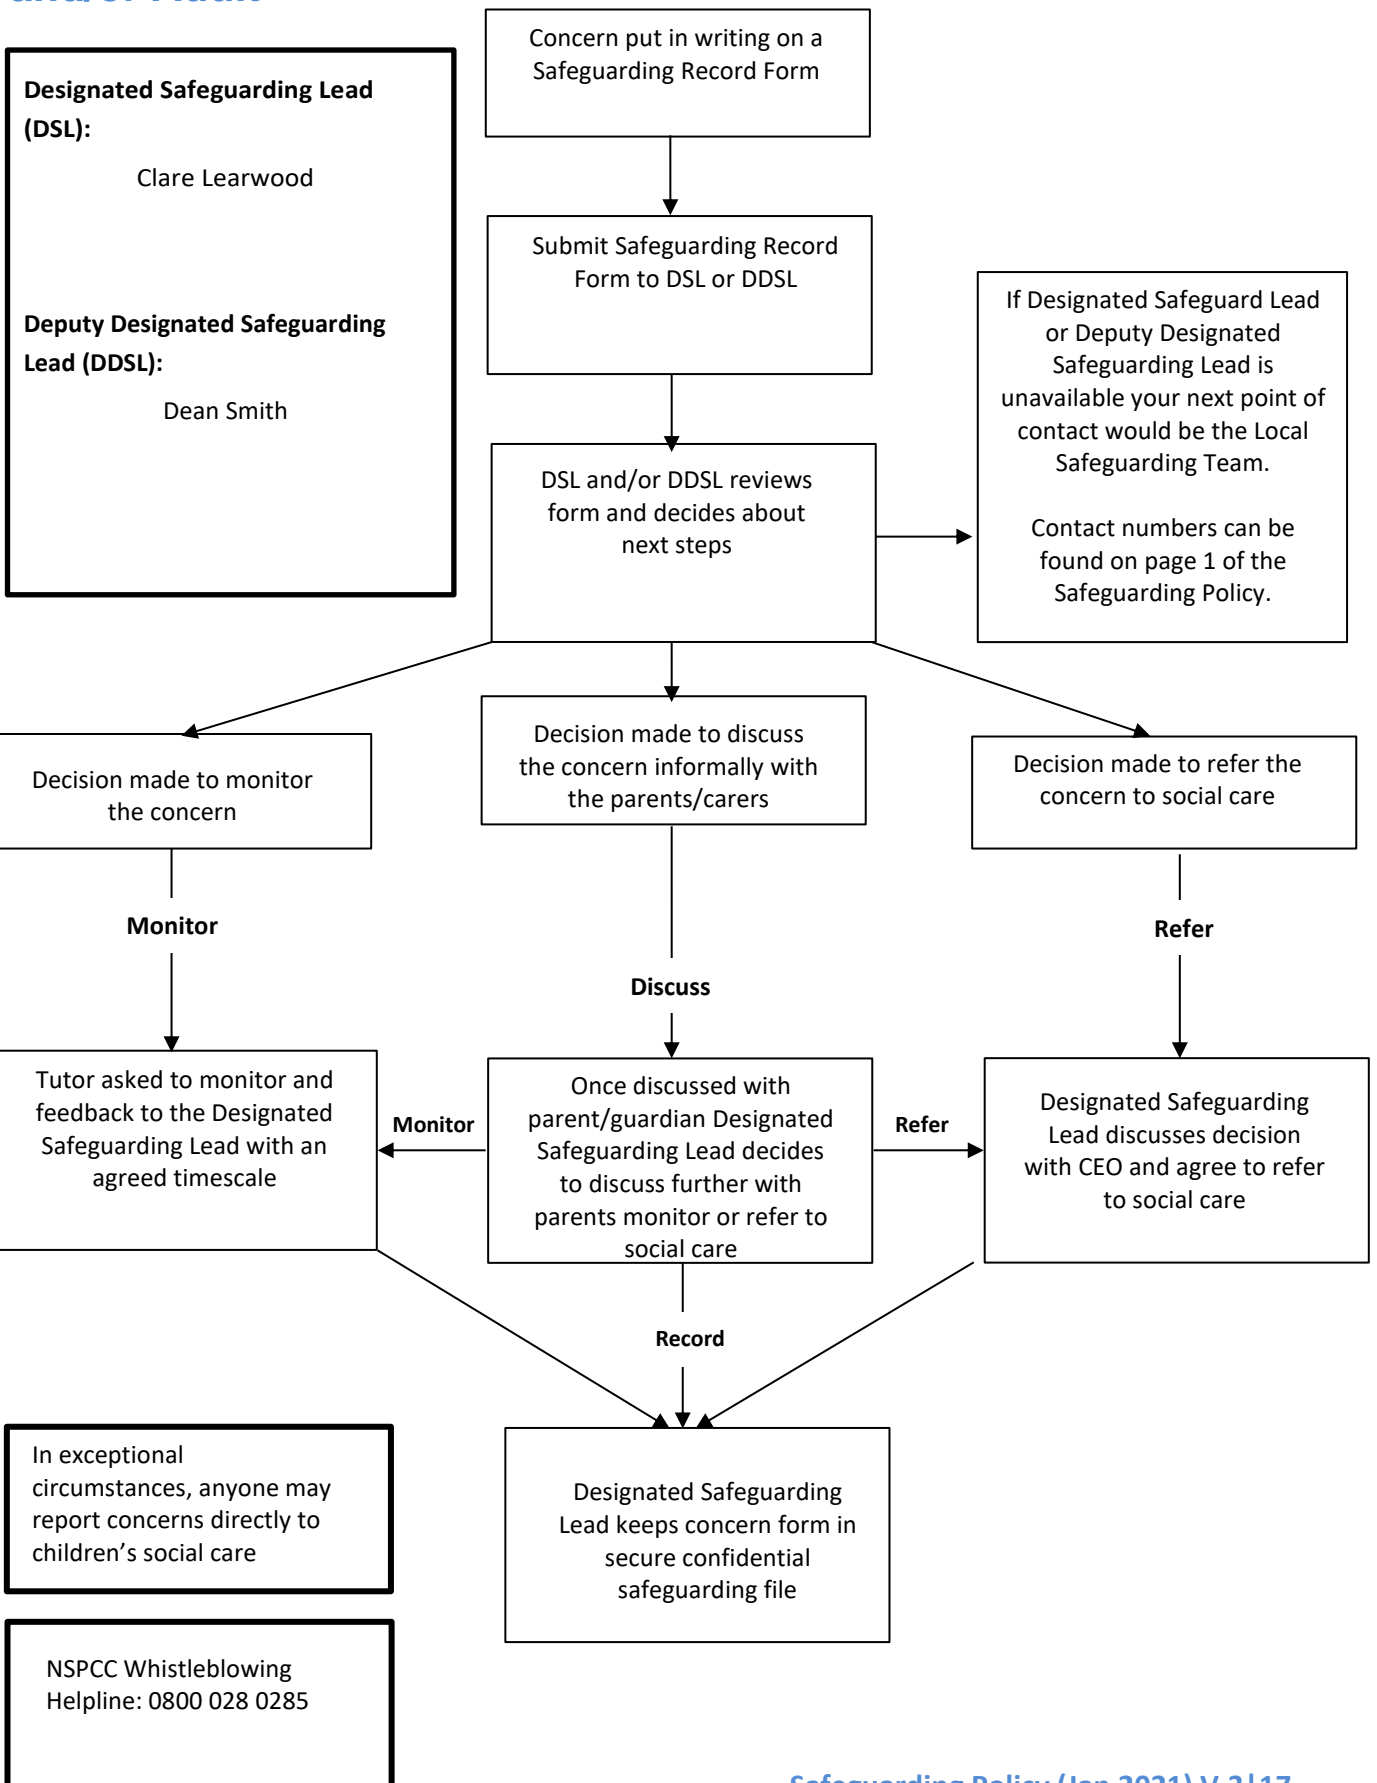 Concern put in writing on a
Safeguarding Record Form
Designated Safeguarding Lead
(DSL):
Clare Learwood
Deputy Designated Safeguarding
Lead (DDSL):
Dean Smith
Submit Safeguarding Record
Form to DSL or DDSL
If Designated Safeguard Lead
or Deputy Designated
Safeguarding Lead is
unavailable your next point of
contact would be the Local
Safeguarding Team.
Contact numbers can be
found on page 1 of the
Safeguarding Policy.
DSL and/or DDSL reviews
form and decides about
next steps
Decision made to monitor
the concern
Decision made to discuss
the concern informally with
the parents/carers
Decision made to refer the
concern to social care
Monitor
Discuss
Refer
Tutor asked to monitor and
feedback to the Designated
Safeguarding Lead with an
agreed timescale
Monitor
Once discussed with
parent/guardian Designated
Safeguarding Lead decides
to discuss further with
parents monitor or refer to
social care
Refer
Designated Safeguarding
Lead discusses decision
with CEO and agree to refer
to social care
Record
In exceptional
circumstances, anyone may
report concerns directly to
children’s social care
Designated Safeguarding
Lead keeps concern form in
secure confidential
safeguarding file
NSPCC Whistleblowing
Helpline: 0800 028 0285
Safeguarding Policy (Jan 2021) V 2|17